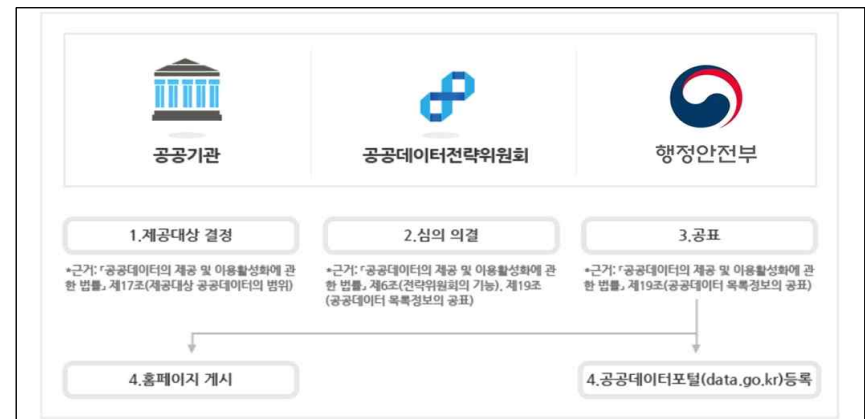 공공기관
공공데이터전략위원회
행정안전부
1.제공대상 결정
2.심의 의결
3.공표
*근거:「공공데이터의 제공 및 이용활성화에 관
한 법률」 제17조(제공대상 공공데이터의 범위)
*근거:「공공데이터의 제공 및 이용활성화에 관
한 법률」 제6조(전략위원회의 기능), 제19조
(공공데이터 목록정보의 공표)
*근거:「공공데이터의 제공 및 이용활성화에 관
한 법률」 제19조(공공데이터 목록정보의 공표)
4.홈페이지 게시
4.공공데이터포털(data.go.kr)등록